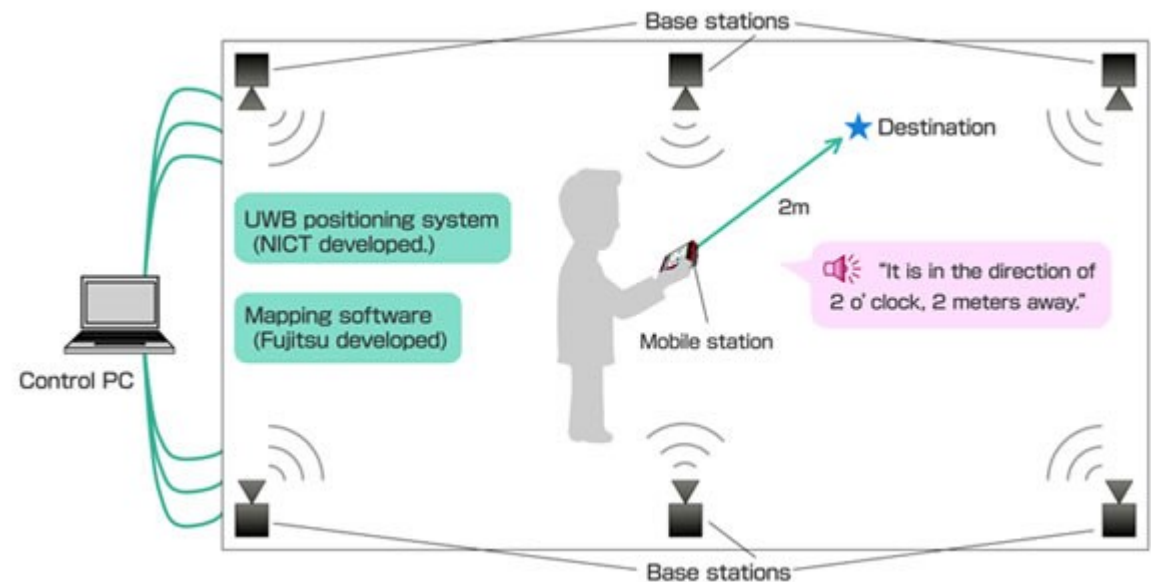 Base stations
Destination
2m
UWB positioning system
(NICT developed.)
"It is in the direction of
2 o' clock, 2 meters away."
Mapping software
(Fujitsu developed)
Mobile station
Control PC
Base stations